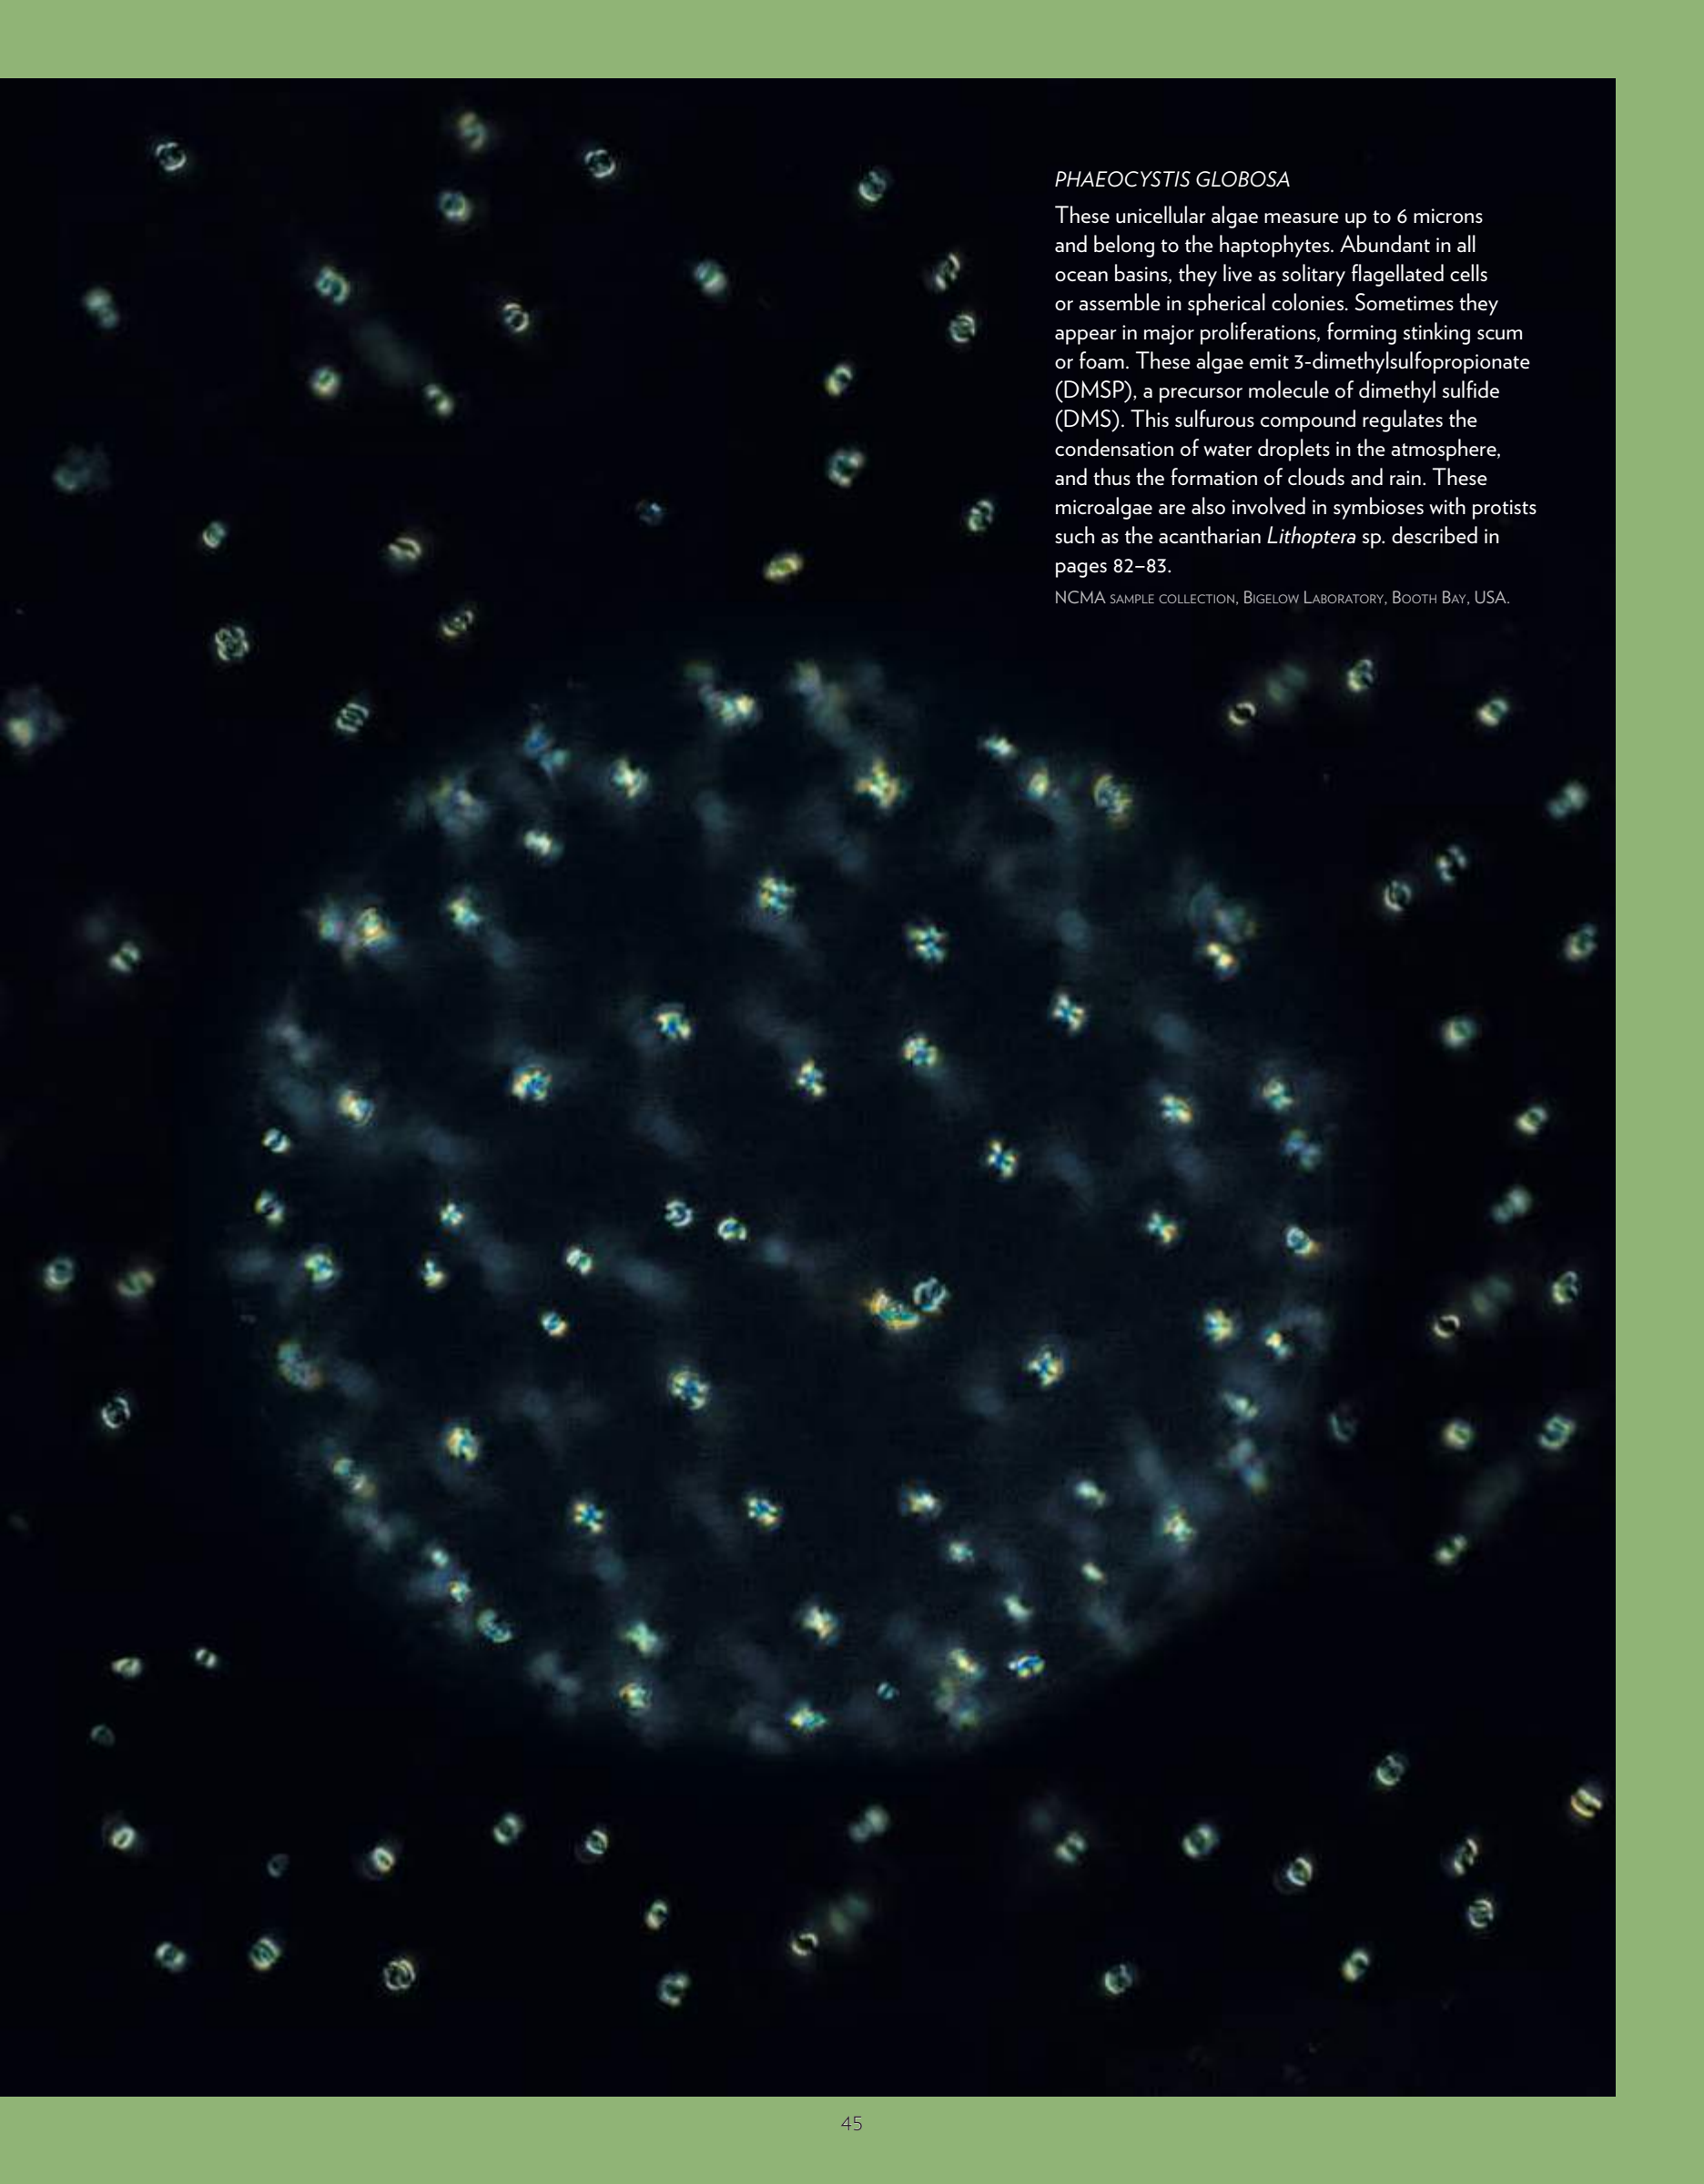 PHAEOCYSTIS GLOBOSA
These unicellular algae measure up to 6 microns
and belong to the haptophytes. Abundant in all
ocean basins, they live as solitary flagellated cells
or assemble in spherical colonies. Sometimes they
appear in major proliferations, forming stinking scum
or foam. These algae emit 3-dimethylsulfopropionate
(DMSP), a precursor molecule of dimethyl sulfide
(DMS). This sulfurous compound regulates the
condensation of water droplets in the atmosphere,
and thus the formation of clouds and rain. These
microalgae are also involved in symbioses with protists
such as the acantharian Lithoptera sp. described in
pages 82–83.
NCMA sample collection, Bigelow Laboratory, Booth Bay, USA.
45